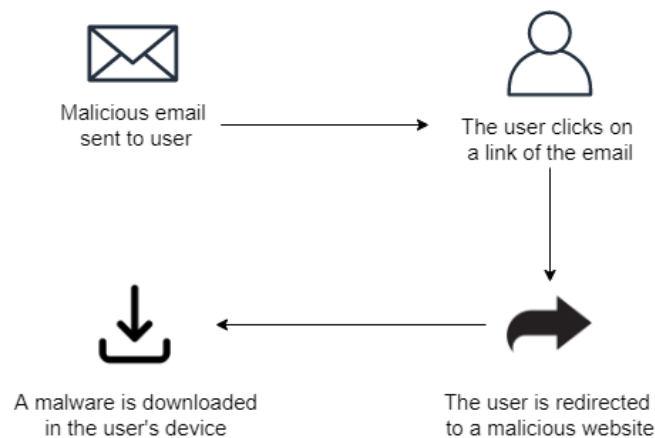 Malicious email
sent to user
The user clicks on
a link of the email
The user is redirected
to a malicious website
A malware is downloaded
in the user's device